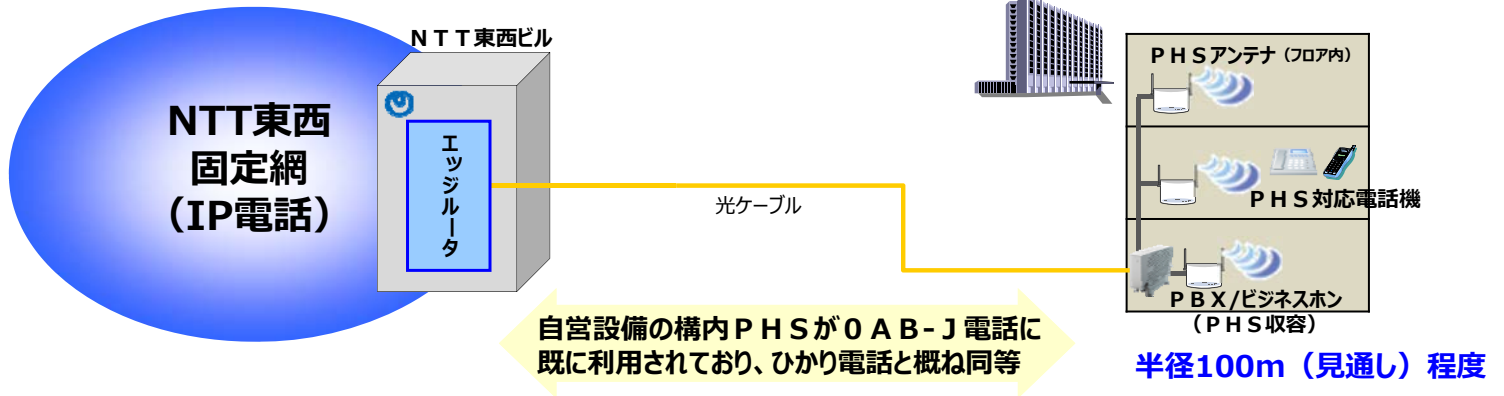 NTT東西ビル
NTT東西
固定網
（IP電話）
エッジルータ
光ケーブル
PHSアンテナ（フロア内）
PHS対応電話機
PBX/ビジネスホン
（PHS収容）
自営設備の構内PHSが0AB-J電話に
既に利用されており、ひかり電話と概ね同等
半径100m（見通し）程度